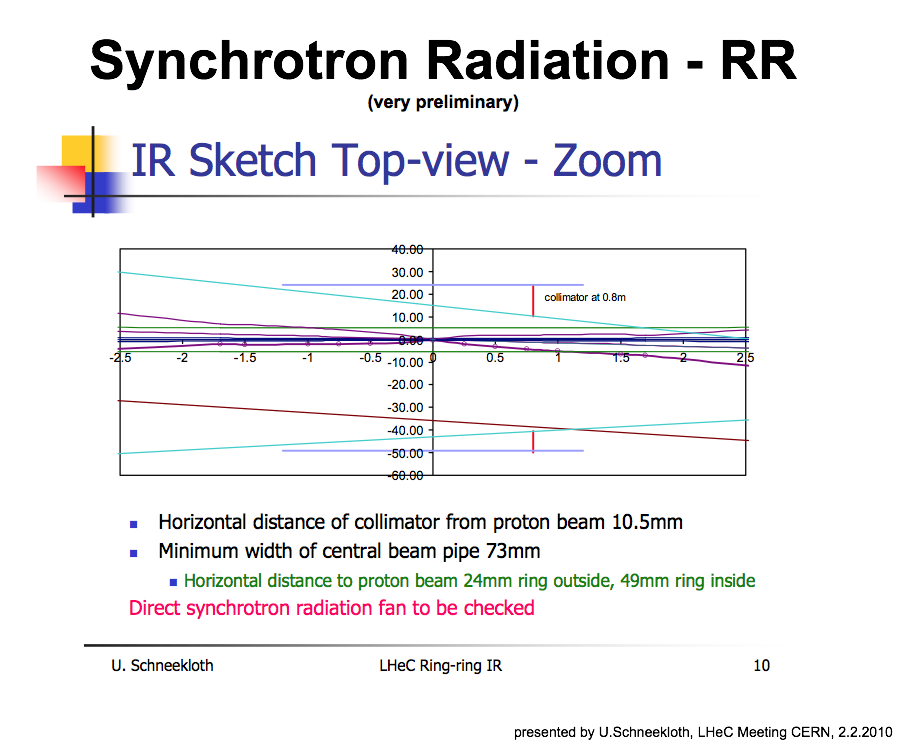 Synchrotron Radiation - RR
(very preliminary)
IR Sketch Top-view - Zoom
40.00
30.00
collimator at 0.8m
20.00
10.00
0.00
-2.5 -2 -1.5 -1 -0.5 0 0.5 1 1.5 2 2.5
-10.00
-20.00
-30.00
-40.00
-50.00
-60.00
Horizontal distance of collimator from proton beam 10.5mm
Minimum width of central beam pipe 73mm
Horizontal distance to proton beam 24mm ring outside, 49mm ring inside
Direct synchrotron radiation fan to be checked
U. Schneekloth LHeC Ring-ring IR 10
presented by U.Schneekloth, LHeC Meeting CERN, 2.2.2010